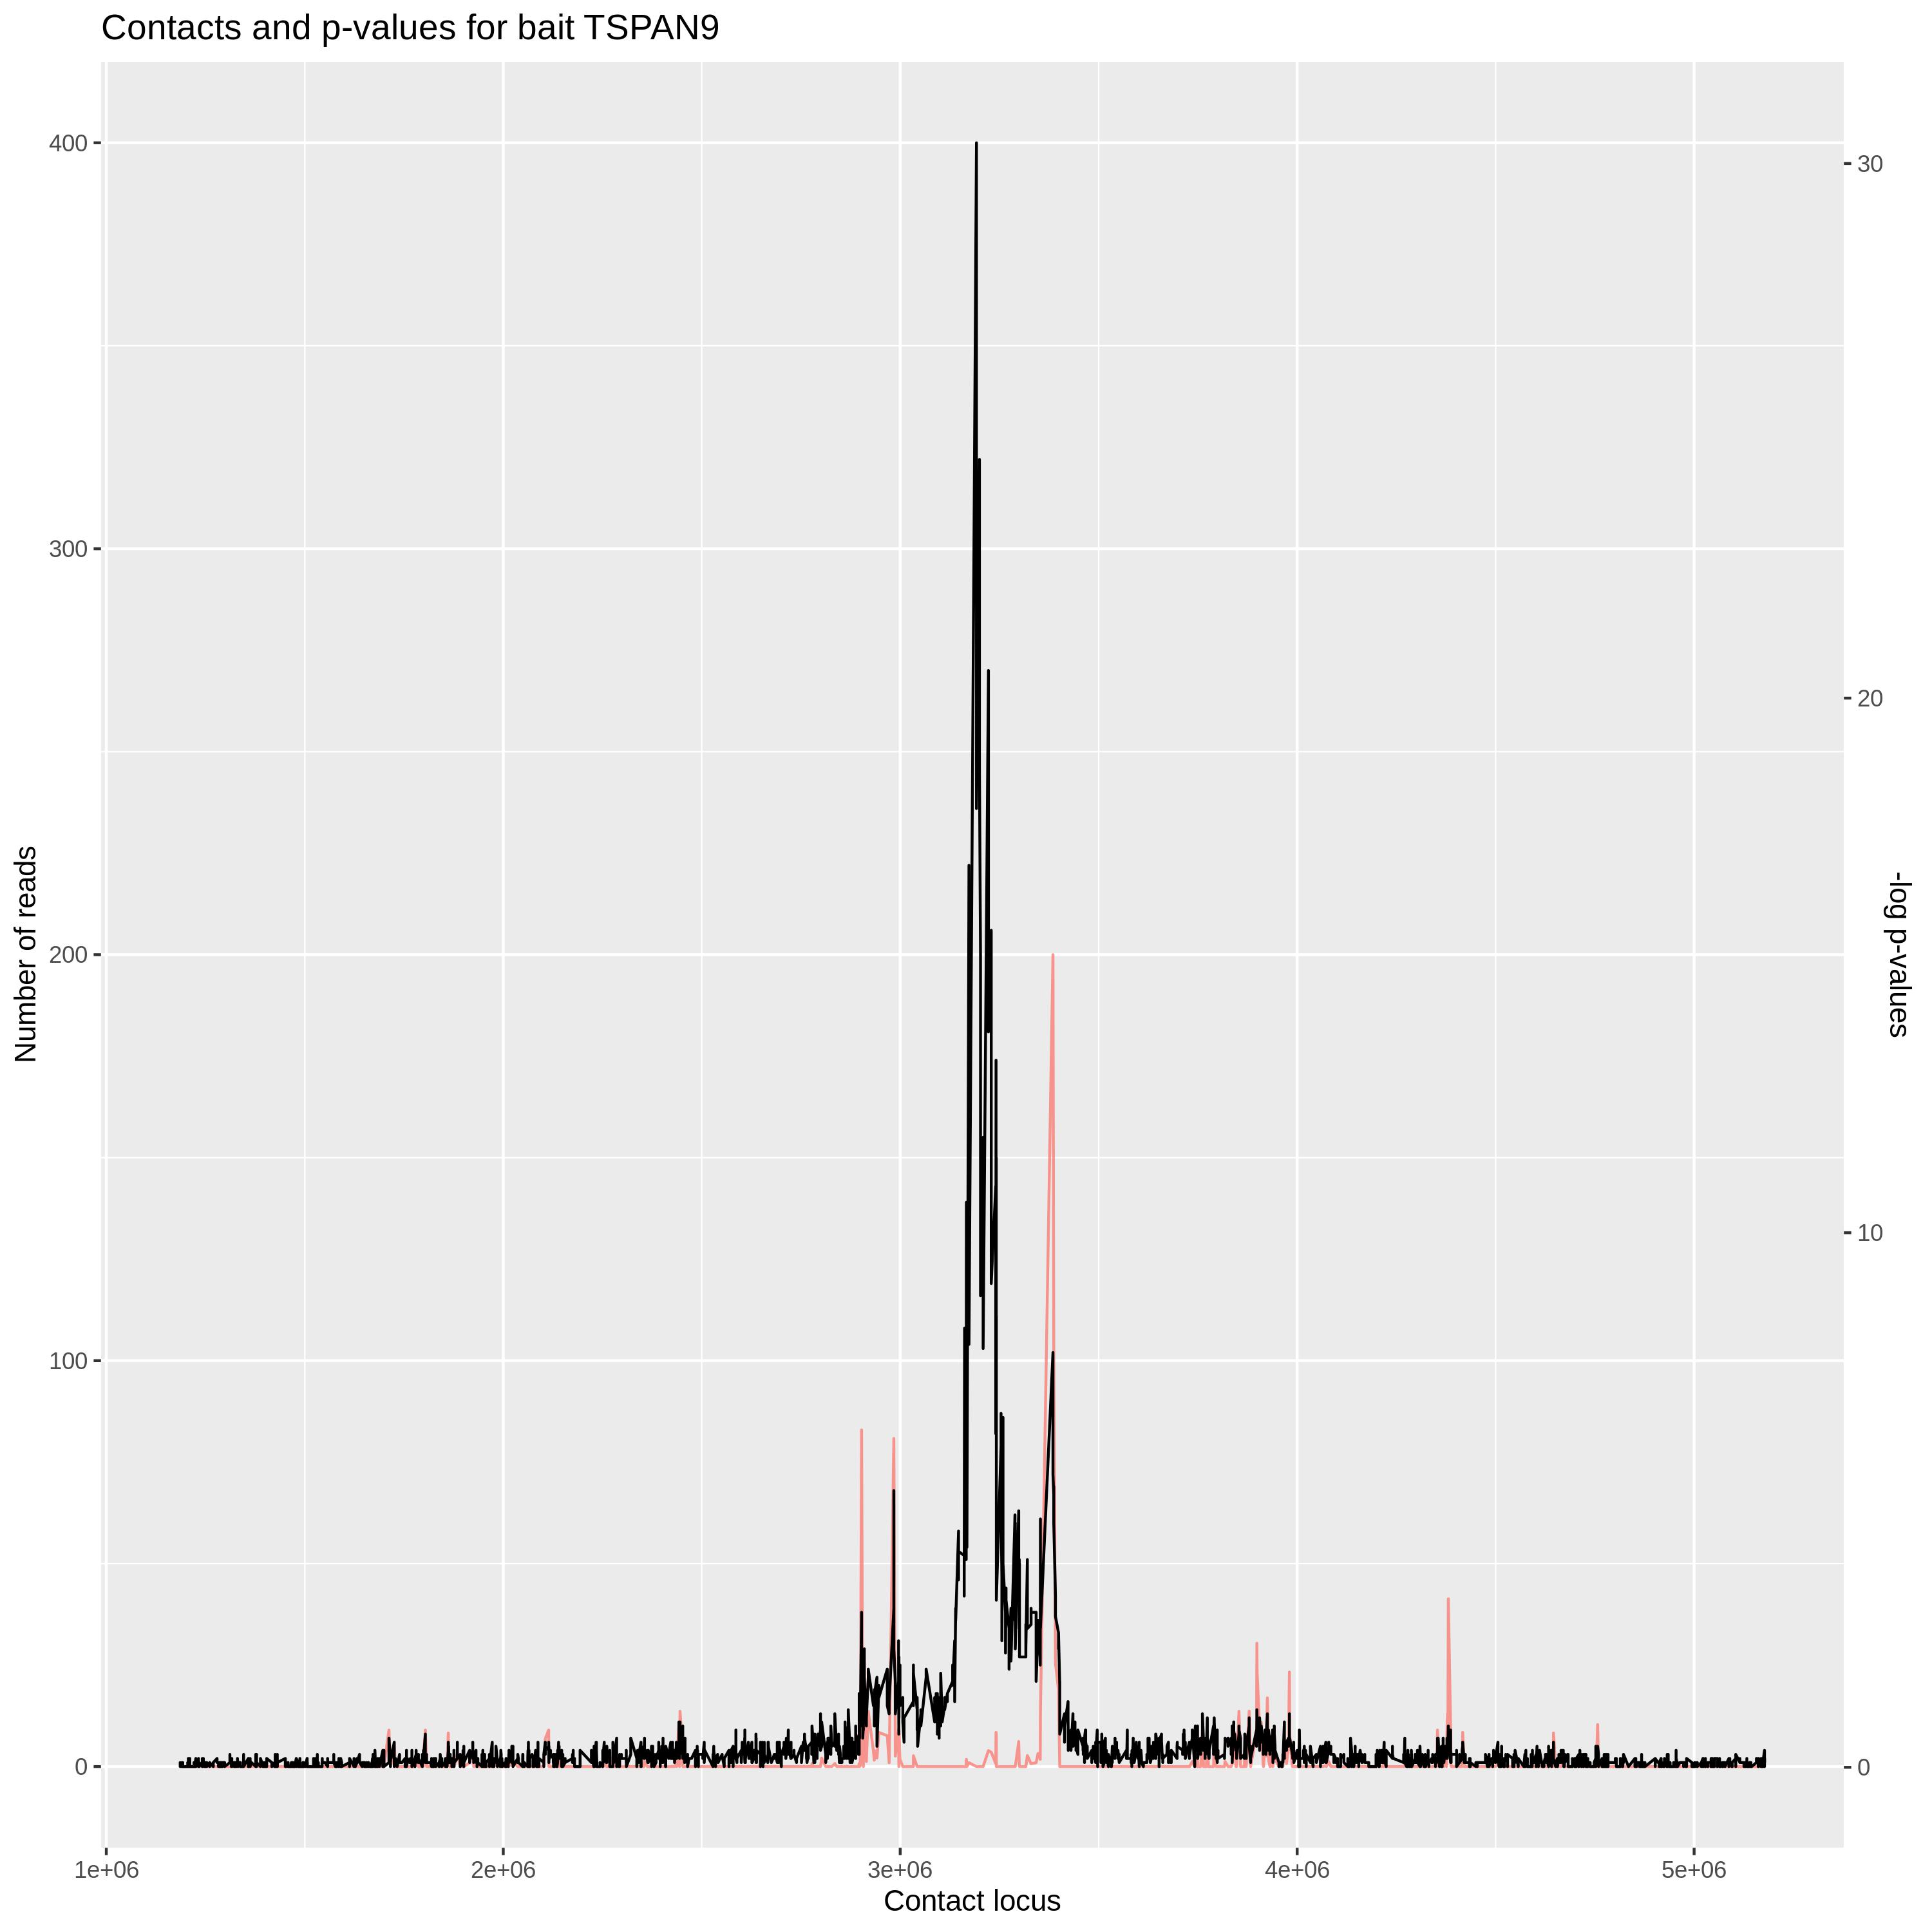 Contacts and p-values for bait TSPAN9
400
300
200
100
0
30
20
10
0
Number of reads
-log p-values
1e+06 2e+06 3e+06 4e+06 5e+06
Contact locus